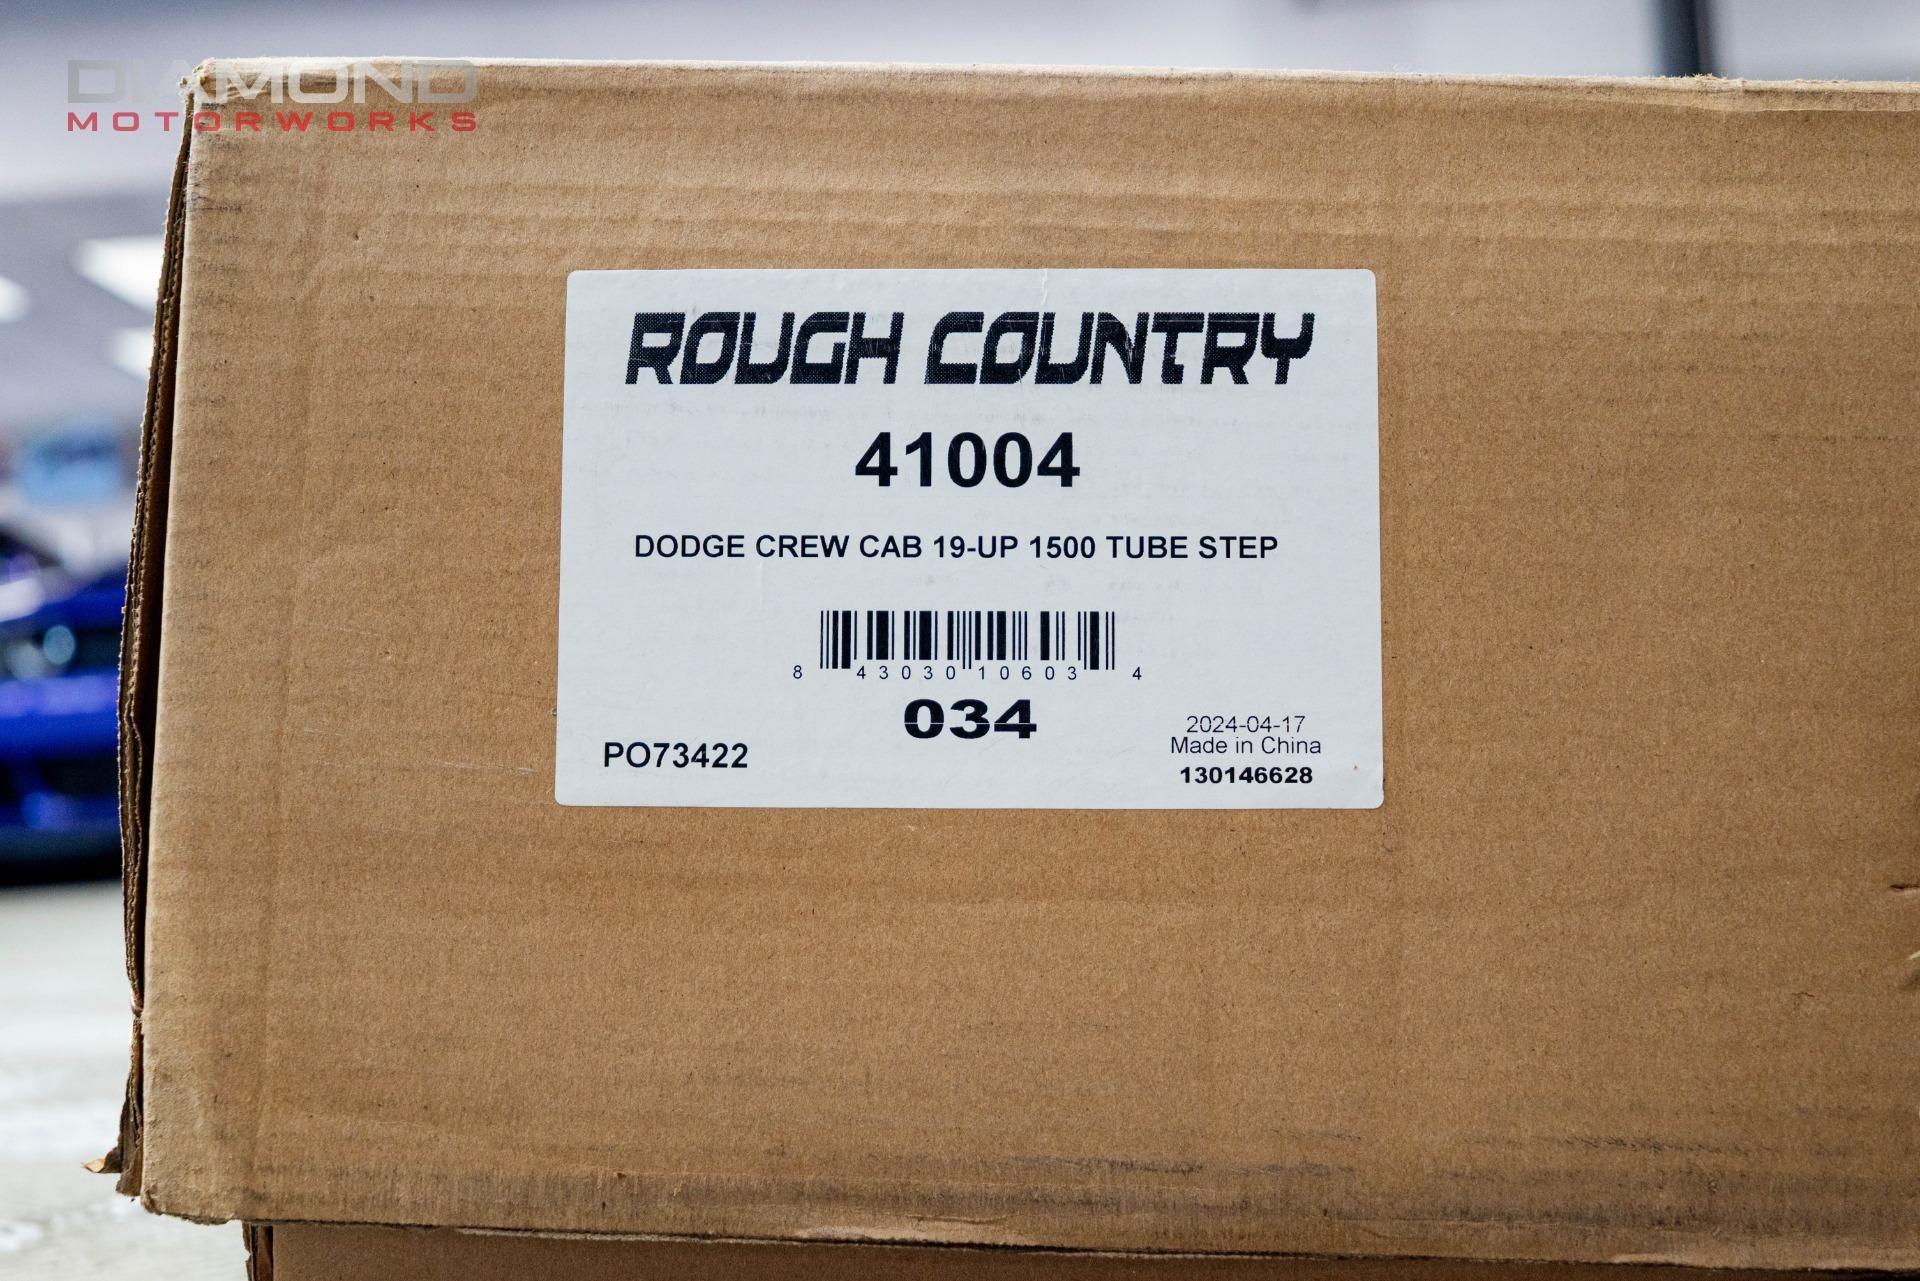 DIAMOND
MOTORWORKS
ROUGH COUNTRY
41004
DODGE CREW CAB 19-UP 1500 TUBE STEP
8 43030 10603 4
034
PO73422
2024-04-17
Made in China
130146628